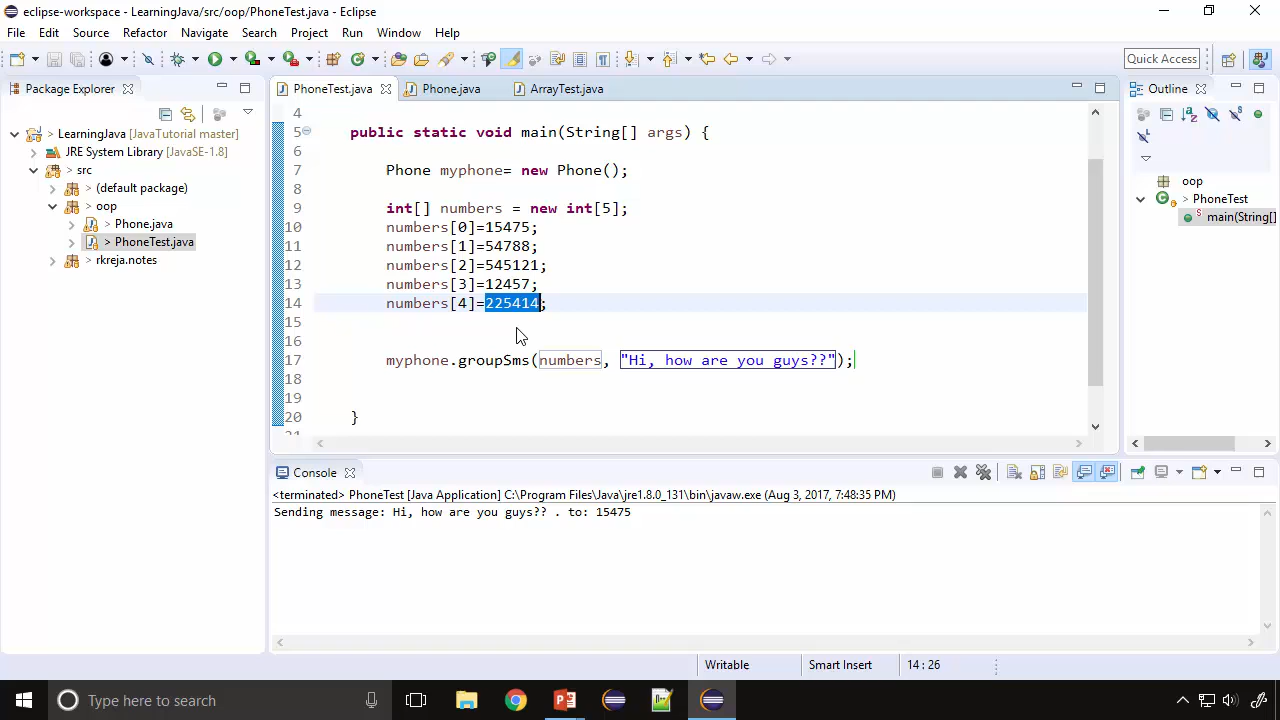 eclipse-workspace - LearningJava/src/oop/PhoneTest.java - Eclipse
File Edit Source Refactor Navigate Search Project Run Window Help
Quick Access
Package Explorer
PhoneTest.java Phone.java ArrayTest.java
Outline
> LearningJava [JavaTutorial master]
JRE System Library [JavaSE-1.8]
> src
> (default package)
> oop
> Phone.java
> PhoneTest.java
> rkreja.notes
4
5 public static void main(String[] args) {
6
7 Phone myphone= new Phone();
8
9 int[] numbers = new int[5];
10 numbers[0]=15475;
11 numbers[1]=54788;
12 numbers[2]=545121;
13 numbers[3]=12457;
14 numbers[4]=225414;
15
16
17 myphone.groupSms(numbers, "Hi, how are you guys??");
18
19
20 }
21
oop
> PhoneTest
main(String[]
Console
<terminated> PhoneTest [Java Application] C:\Program Files\Java\jre1.8.0_131\bin\javaw.exe (Aug 3, 2017, 7:48:35 PM)
Sending message: Hi, how are you guys?? . to: 15475
Writable Smart Insert 14 : 26
Type here to search